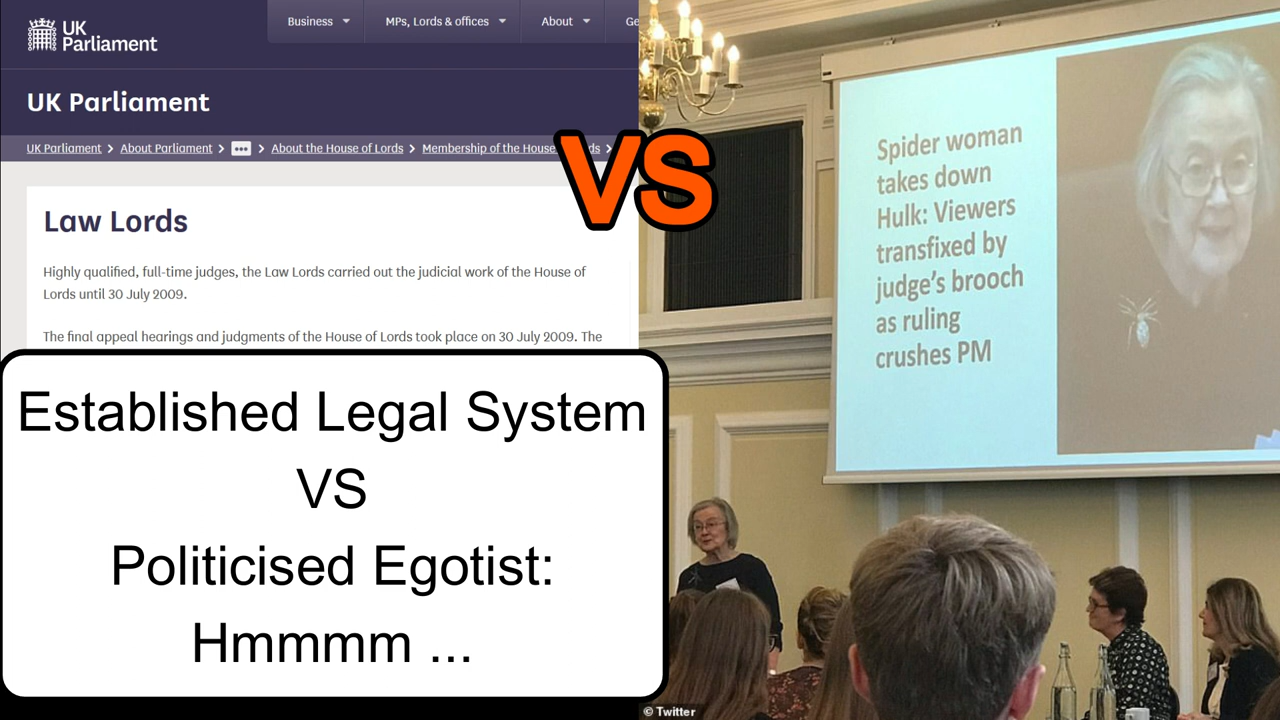 UK
Parliament
Business
MPs, Lords & offices
About
Ge
UK Parliament
UK Parliament > About Parliament > ••• > About the House of Lords > Membership of the House
ds >
Law Lords
Highly qualified, full-time judges, the Law Lords carried out the judicial work of the House of
Lords until 30 July 2009.
The final appeal hearings and judgments of the House of Lords took place on 30 July 2009. The
VS
Established Legal System
VS
Politicised Egotist:
Hmmmm ...
Spider woman
takes down
Hulk: Viewers
transfixed by
judge's brooch
as ruling
crushes PM
© Twitter